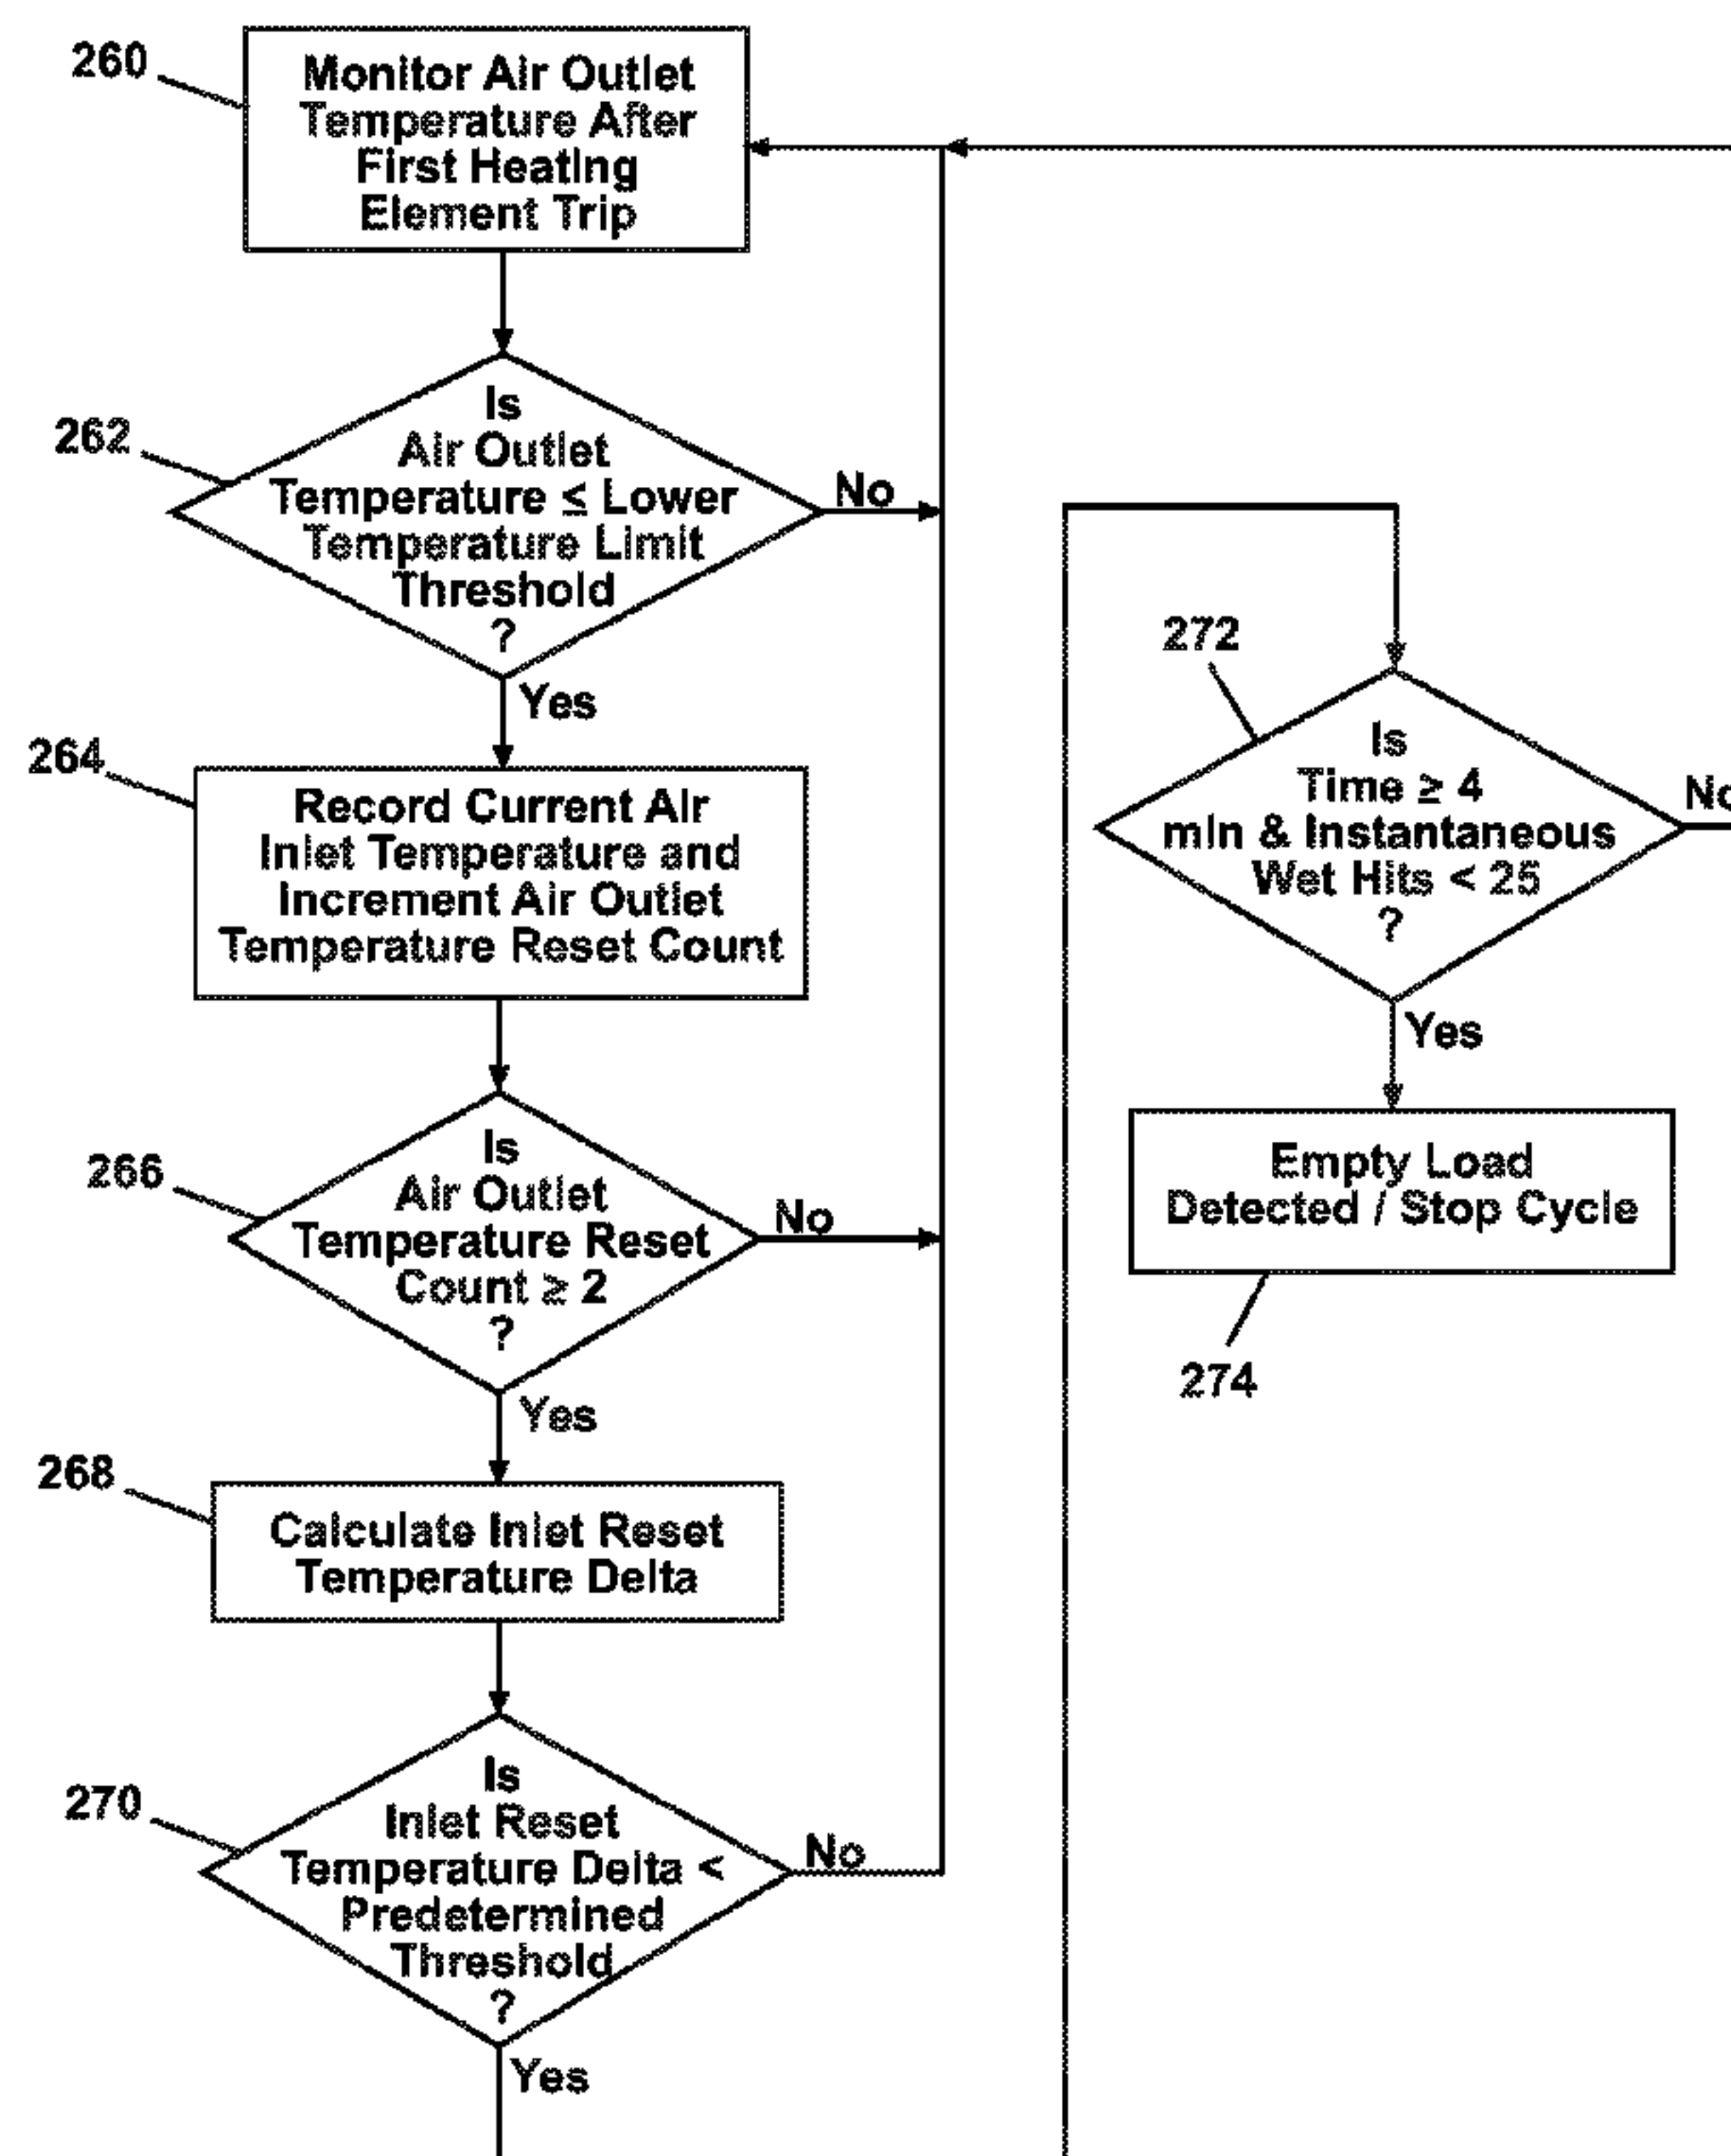 260
Monitor Air Outlet
Temperature After
First Heating
Element Trip
262
Is
Air Outlet
Temperature ≤ Lower
Temperature Limit
Threshold
?
No
Yes
264
Record Current Air
Inlet Temperature and
Increment Air Outlet
Temperature Reset Count
266
Is
Air Outlet
Temperature Reset
Count ≥ 2
?
No
Yes
268
Calculate Inlet Reset
Temperature Delta
270
Is
Inlet Reset
Temperature Delta <
Predetermined
Threshold
?
No
Yes
272
Is
Time ≥ 4
min & Instantaneous
Wet Hits < 25
?
No
Yes
Empty Load
Detected / Stop Cycle
274